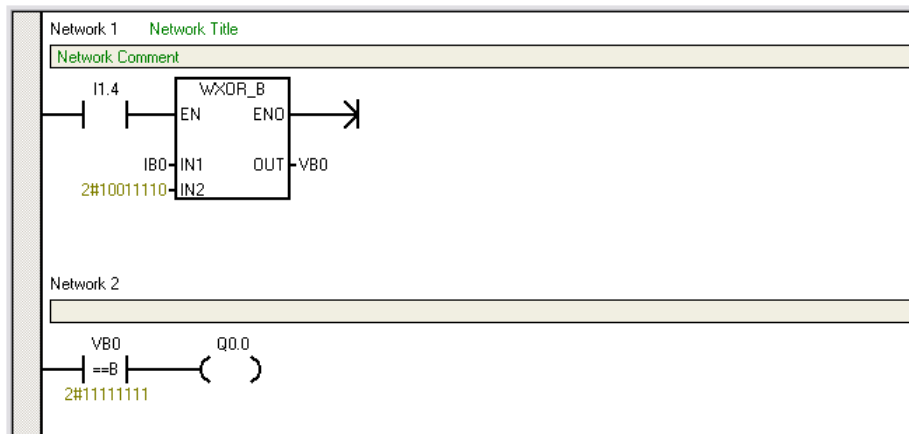 Network 1 Network Title
Network Comment
I1.4 WXOR_B
EN ENO
IB0 IN1 OUT VB0
2#10011110 IN2
Network 2
VB0 Q0.0
==B
2#11111111